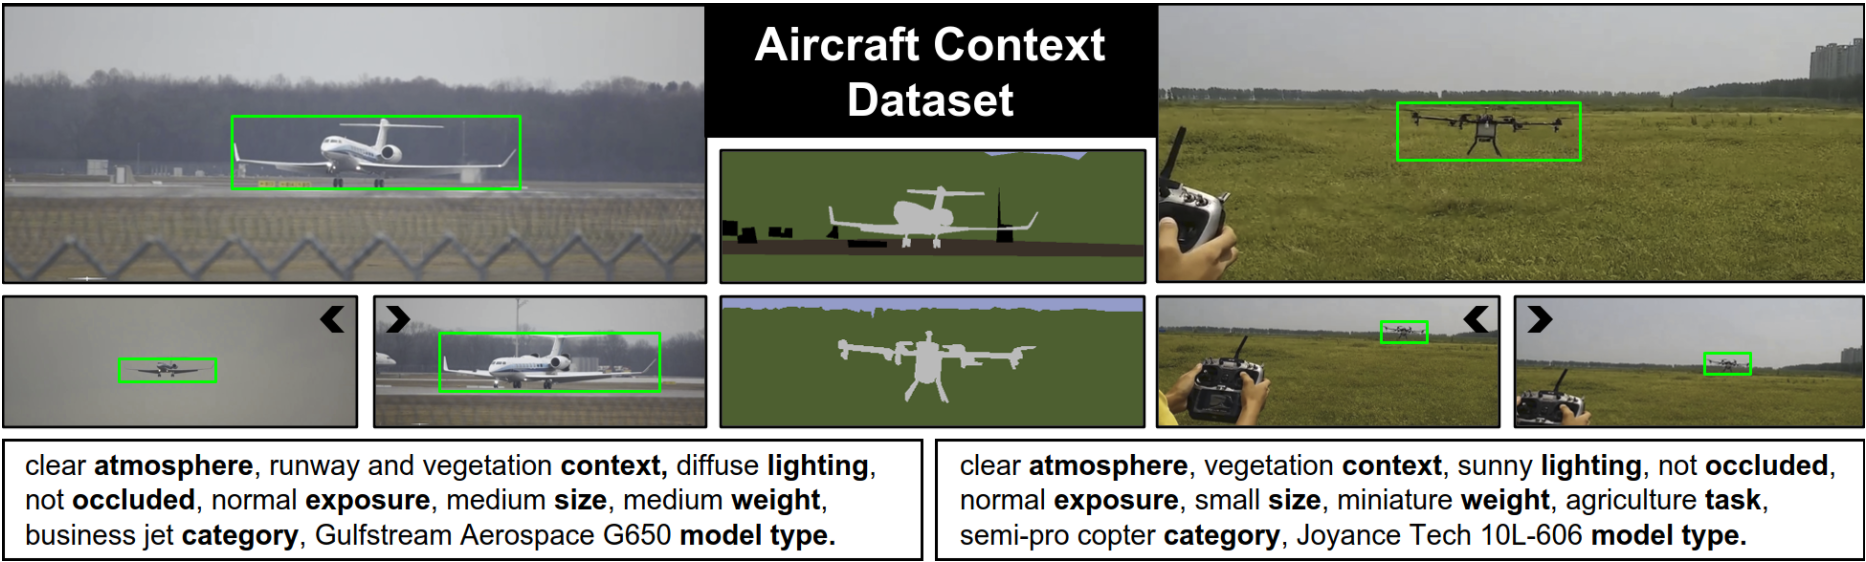 Aircraft Context
Dataset
clear atmosphere, runway and vegetation context, diffuse lighting,
not occluded, normal exposure, medium size, medium weight,
business jet category, Gulfstream Aerospace G650 model type.
clear atmosphere, vegetation context, sunny lighting, not occluded,
normal exposure, small size, miniature weight, agriculture task,
semi-pro copter category, Joyance Tech 10L-606 model type.